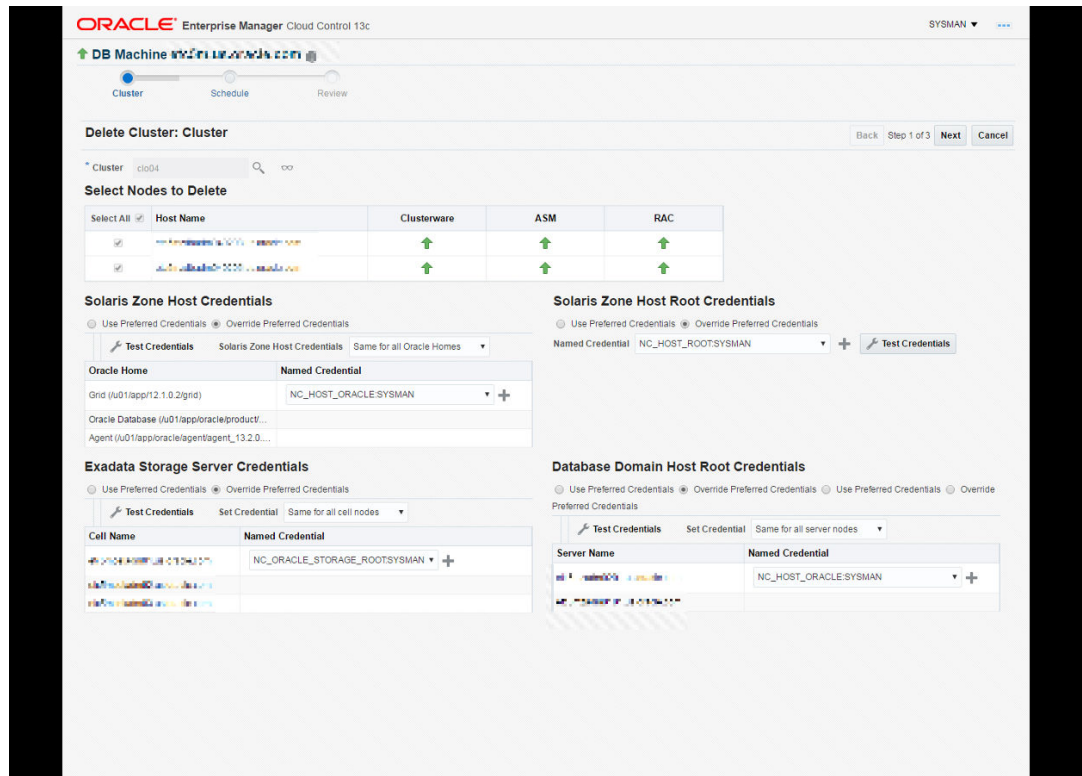 ORACLE Enterprise Manager Cloud Control 13c SYSMAN
DB Machine
Cluster Schedule Review
Delete Cluster: Cluster Back Step 1 of 3 Next Cancel
* Cluster clo04
Select Nodes to Delete
Select All Host Name Clusterware ASM RAC
Solaris Zone Host Credentials
Use Preferred Credentials Override Preferred Credentials
Test Credentials Solaris Zone Host Credentials Same for all Oracle Homes
Oracle Home Named Credential
Grid (/u01/app/12.1.0.2/grid) NC_HOST_ORACLE:SYSMAN
Oracle Database (/u01/app/oracle/product/...
Agent (/u01/app/oracle/agent/agent_13.2.0....
Solaris Zone Host Root Credentials
Use Preferred Credentials Override Preferred Credentials
Named Credential NC_HOST_ROOT:SYSMAN Test Credentials
Exadata Storage Server Credentials
Use Preferred Credentials Override Preferred Credentials
Test Credentials Set Credential Same for all cell nodes
Cell Name Named Credential
NC_ORACLE_STORAGE_ROOT:SYSMAN
Database Domain Host Root Credentials
Use Preferred Credentials Override Preferred Credentials Use Preferred Credentials Override
Preferred Credentials
Test Credentials Set Credential Same for all server nodes
Server Name Named Credential
NC_HOST_ORACLE:SYSMAN